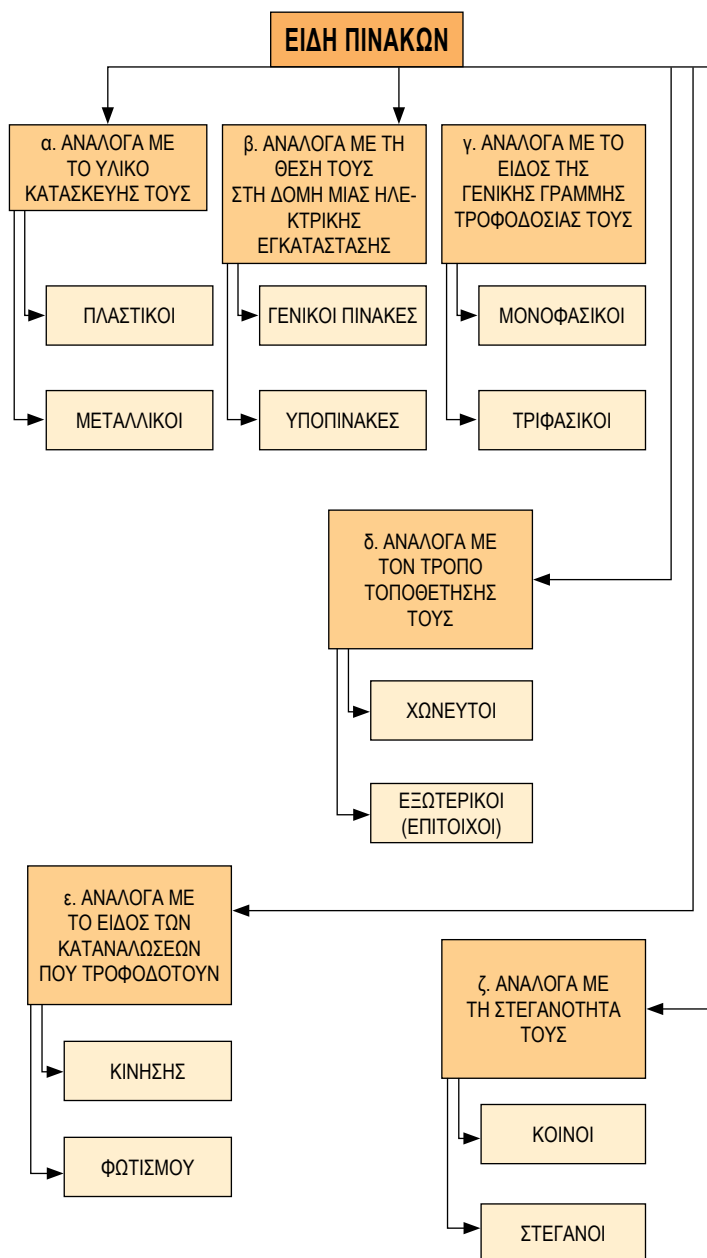 ΕΙΔΗ ΠΙΝΑΚΩΝ
α. ΑΝΑΛΟΓΑ ΜΕ
ΤΟ ΥΛΙΚΟ
ΚΑΤΑΣΚΕΥΗΣ ΤΟΥΣ
ΠΛΑΣΤΙΚΟΙ
ΜΕΤΑΛΛΙΚΟΙ
β. ΑΝΑΛΟΓΑ ΜΕ ΤΗ
ΘΕΣΗ ΤΟΥΣ
ΣΤΗ ΔΟΜΗ ΜΙΑΣ ΗΛΕ-
ΚΤΡΙΚΗΣ
ΕΓΚΑΤΑΣΤΑΣΗΣ
ΓΕΝΙΚΟΙ ΠΙΝΑΚΕΣ
ΥΠΟΠΙΝΑΚΕΣ
γ. ΑΝΑΛΟΓΑ ΜΕ ΤΟ
ΕΙΔΟΣ ΤΗΣ
ΓΕΝΙΚΗΣ ΓΡΑΜΜΗΣ
ΤΡΟΦΟΔΟΣΙΑΣ ΤΟΥΣ
ΜΟΝΟΦΑΣΙΚΟΙ
ΤΡΙΦΑΣΙΚΟΙ
δ. ΑΝΑΛΟΓΑ ΜΕ
ΤΟΝ ΤΡΟΠΟ
ΤΟΠΟΘΕΤΗΣΗΣ
ΤΟΥΣ
ΧΩΝΕΥΤΟΙ
ΕΞΩΤΕΡΙΚΟΙ
(ΕΠΙΤΟΙΧΟΙ)
ε. ΑΝΑΛΟΓΑ ΜΕ
ΤΟ ΕΙΔΟΣ ΤΩΝ
ΚΑΤΑΝΑΛΩΣΕΩΝ
ΠΟΥ ΤΡΟΦΟΔΟΤΟΥΝ
ΚΙΝΗΣΗΣ
ΦΩΤΙΣΜΟΥ
ζ. ΑΝΑΛΟΓΑ ΜΕ
ΤΗ ΣΤΕΓΑΝΟΤΗΤΑ
ΤΟΥΣ
ΚΟΙΝΟΙ
ΣΤΕΓΑΝΟΙ